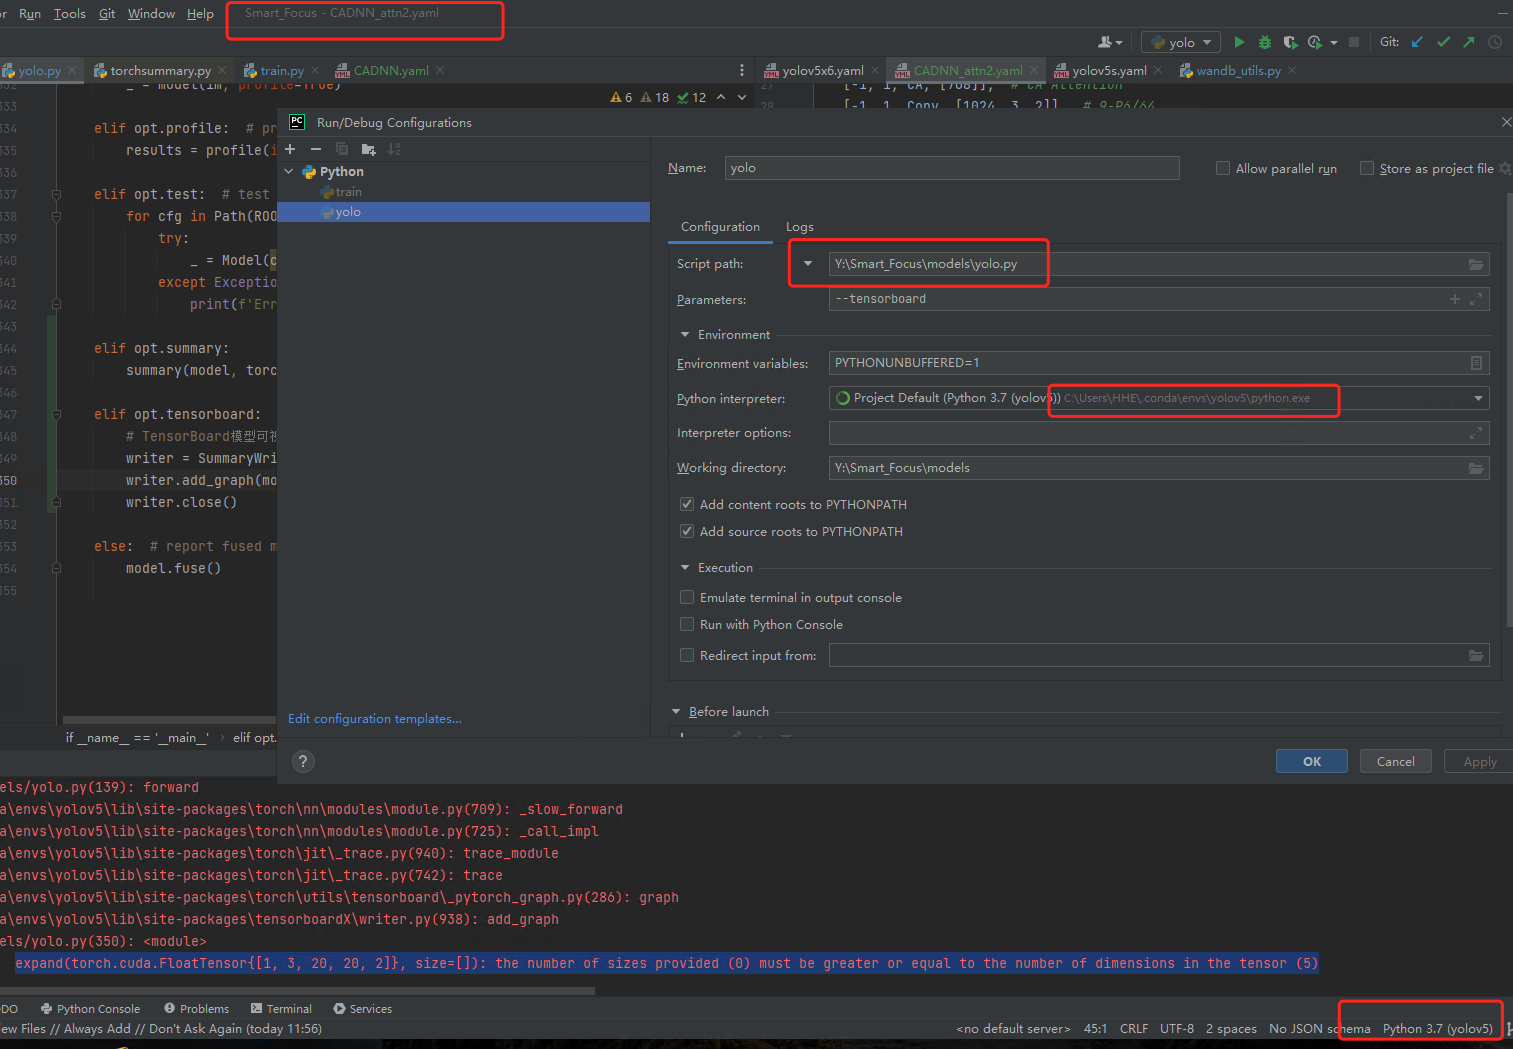 Run Tools Git Window Help Smart_Focus - CADNN_attn2.yaml
yolo Git:
yolo.py torchsummary.py train.py CADNN.yaml yolov5x6.yaml CADNN_attn2.yaml yolov5s.yaml wandb_utils.py
_ = model(im, profile=True) 6 18 12 27 [-1, 1, CA, [768]], # CA Attention
28 [-1, 1, Conv, [1024, 3, 2]], # 9-P6/64
Run/Debug Configurations
334 elif opt.profile: # pr
335 results = profile(i
336
337 elif opt.test: # test
338 for cfg in Path(ROO
339 try:
340 _ = Model(c
341 except Exceptio
342 print(f'Err
343
344 elif opt.summary:
345 summary(model, torc
346
347 elif opt.tensorboard:
348 # TensorBoard模型可视
349 writer = SummaryWri
350 writer.add_graph(mo
351 writer.close()
352
353 else: # report fused m
354 model.fuse()
355
if __name__ == '__main__' › elif opt.
Python
train
yolo
Edit configuration templates...
Name: yolo Allow parallel run Store as project file
Configuration Logs
Script path: Y:\Smart_Focus\models\yolo.py
Parameters: --tensorboard
Environment
Environment variables: PYTHONUNBUFFERED=1
Python interpreter: Project Default (Python 3.7 (yolov5)) C:\Users\HHE\.conda\envs\yolov5\python.exe
Interpreter options:
Working directory: Y:\Smart_Focus\models
Add content roots to PYTHONPATH
Add source roots to PYTHONPATH
Execution
Emulate terminal in output console
Run with Python Console
Redirect input from:
Before launch
? OK Cancel Apply
els/yolo.py(139): forward
a\envs\yolov5\lib\site-packages\torch\nn\modules\module.py(709): _slow_forward
a\envs\yolov5\lib\site-packages\torch\nn\modules\module.py(725): _call_impl
a\envs\yolov5\lib\site-packages\torch\jit\_trace.py(940): trace_module
a\envs\yolov5\lib\site-packages\torch\jit\_trace.py(742): trace
a\envs\yolov5\lib\site-packages\torch\utils\tensorboard\_pytorch_graph.py(286): graph
a\envs\yolov5\lib\site-packages\tensorboardX\writer.py(938): add_graph
els/yolo.py(350): <module>
expand(torch.cuda.FloatTensor{[1, 3, 20, 20, 2]}, size=[]): the number of sizes provided (0) must be greater or equal to the number of dimensions in the tensor (5)
DO Python Console Problems Terminal Services
ew Files // Always Add // Don't Ask Again (today 11:56) <no default server> 45:1 CRLF UTF-8 2 spaces No JSON schema Python 3.7 (yolov5)